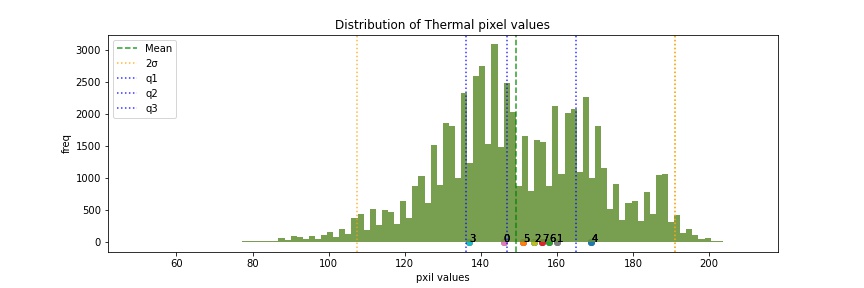 Distribution of Thermal pixel values
Mean
2σ
q1
q2
q3
3000
2500
2000
1500
1000
500
0
freq
3 0 5 2 7 6 1 4
60 80 100 120 140 160 180 200
pxil values